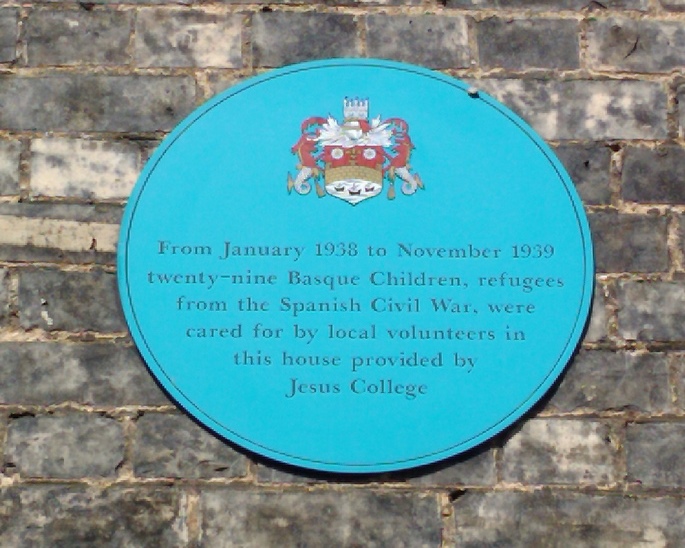 From January 1938 to November 1939
twenty-nine Basque Children, refugees
from the Spanish Civil War, were
cared for by local volunteers in
this house provided by
Jesus College